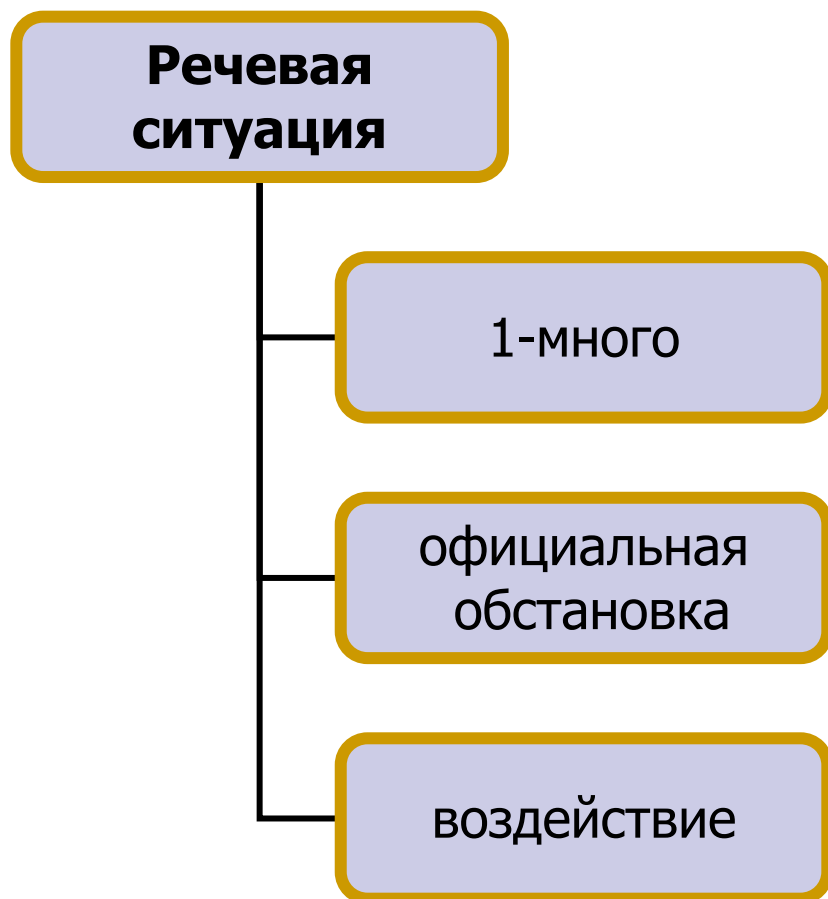 Речевая
ситуация
1-много
официальная
обстановка
воздействие